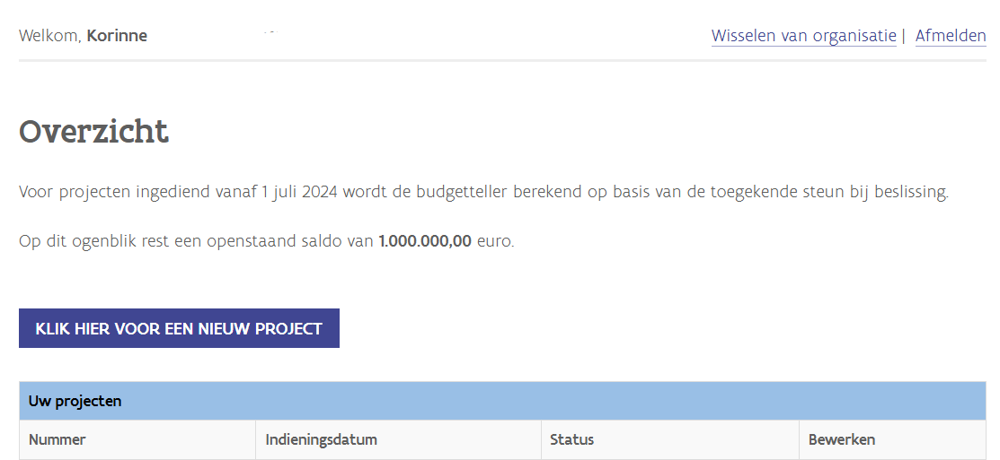 Welkom, Korinne
Wisselen van organisatie | Afmelden
Overzicht
Voor projecten ingediend vanaf 1 juli 2024 wordt de budgetteller berekend op basis van de toegekende steun bij beslissing.
Op dit ogenblik rest een openstaand saldo van 1.000.000,00 euro.
KLIK HIER VOOR EEN NIEUW PROJECT
Uw projecten
Nummer Indieningsdatum Status Bewerken